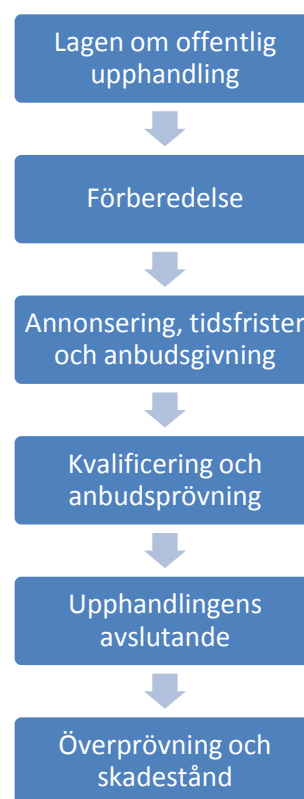 Lagen om offentlig
upphandling
Förberedelse
Annonsering, tidsfrister
och anbudsgivning
Kvalificering och
anbudsprövning
Upphandlingens
avslutande
Överprövning och
skadestånd